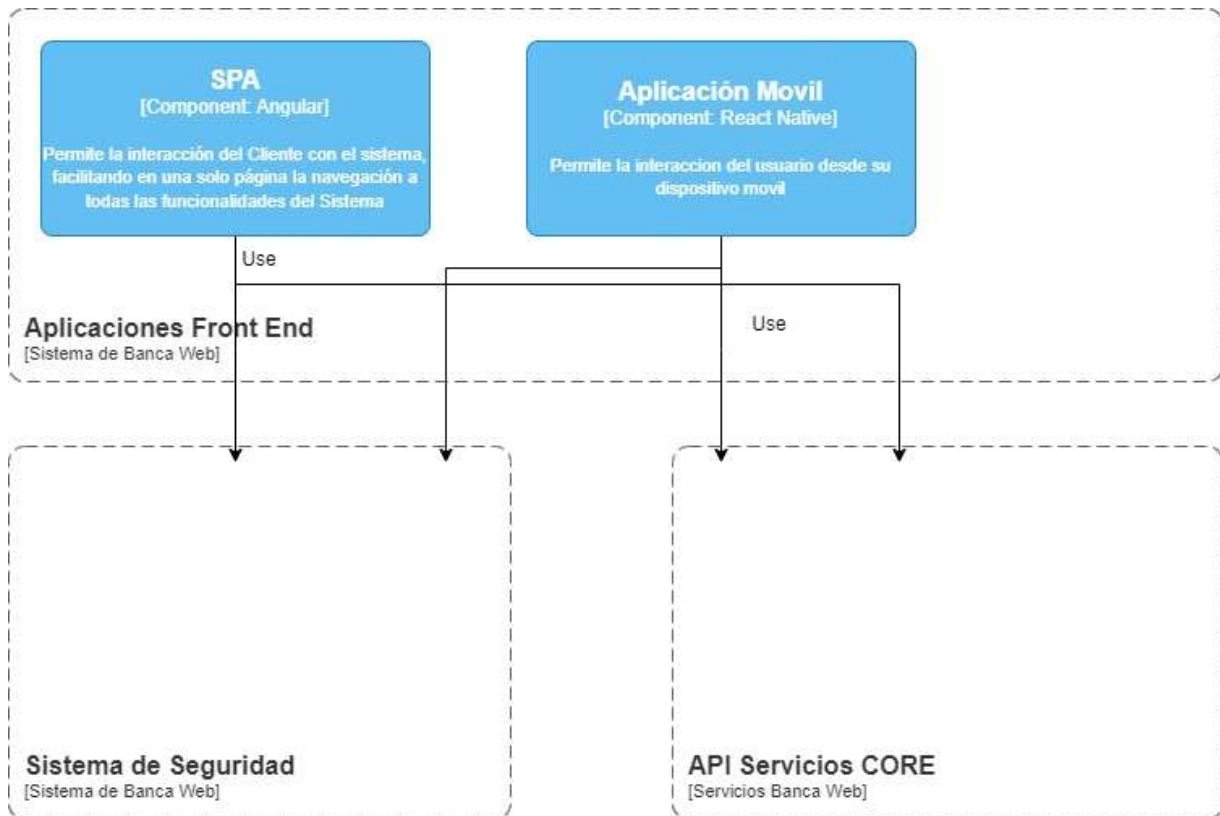 SPA
[Component: Angular]
Permite la interacción del Cliente con el sistema,
facilitando en una solo página la navegación a
todas las funcionalidades del Sistema
Aplicación Movil
[Component: React Native]
Permite la interaccion del usuario desde su
dispositivo movil
Use
Use
Aplicaciones Front End
[Sistema de Banca Web]
Sistema de Seguridad
[Sistema de Banca Web]
API Servicios CORE
[Servicios Banca Web]